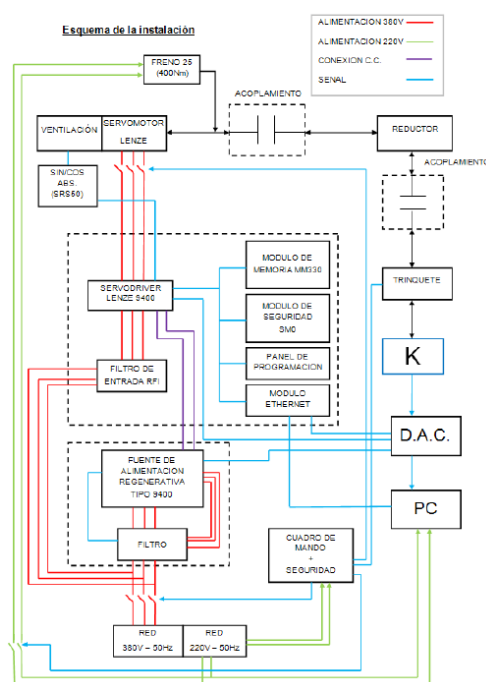 Esquema de la instalación
ALIMENTACION 380V
ALIMENTACION 220V
CONEXION C.C.
SEÑAL
FRENO 25
(400Nm)
ACOPLAMIENTO
VENTILACIÓN
SERVOMOTOR
LENZE
REDUCTOR
ACOPLAMIENTO
SIN/COS
ABS.
(SRS50)
TRINQUETE
MODULO DE
MEMORIA MM330
SERVODRIVER
LENZE 9400
MODULO DE
SEGURIDAD
SM0
PANEL DE
PROGRAMACION
MODULO
ETHERNET
FILTRO DE
ENTRADA RFI
K
D.A.C.
FUENTE DE
ALIMENTACION
REGENERATIVA
TIPO 9400
PC
FILTRO
CUADRO DE
MANDO
+
SEGURIDAD
RED
380V – 50Hz
RED
220V – 50Hz